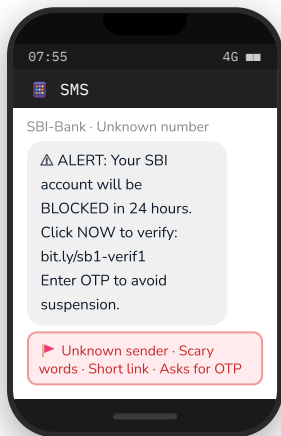 07:55 4G
SMS
SBI-Bank · Unknown number
⚠ ALERT: Your SBI
account will be
BLOCKED in 24 hours.
Click NOW to verify:
bit.ly/sb1-verif1
Enter OTP to avoid
suspension.
🚩 Unknown sender · Scary
words · Short link · Asks for OTP